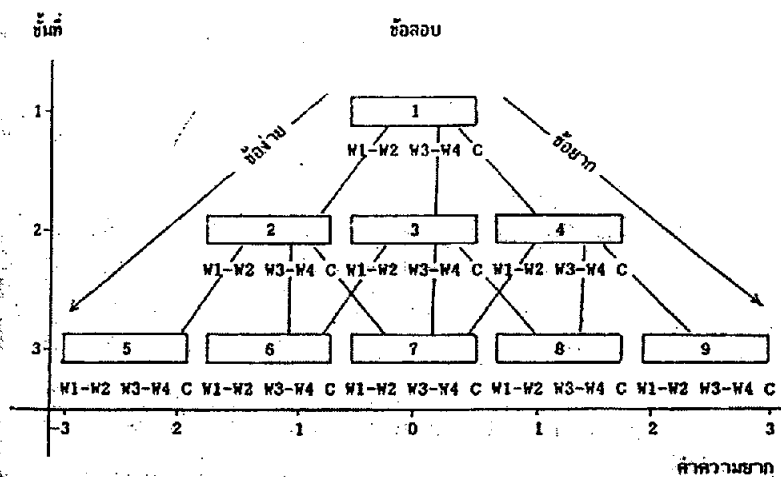 ชั้นที่ ข้อสอบ
1 1
ข้อง่าย ข้อยาก
W1-W2 W3-W4 C
2 2 3 4
W1-W2 W3-W4 C W1-W2 W3-W4 C W1-W2 W3-W4 C
3 5 6 7 8 9
W1-W2 W3-W4 C W1-W2 W3-W4 C W1-W2 W3-W4 C W1-W2 W3-W4 C W1-W2 W3-W4 C
-3 2 1 0 1 2 3
ค่าความยาก